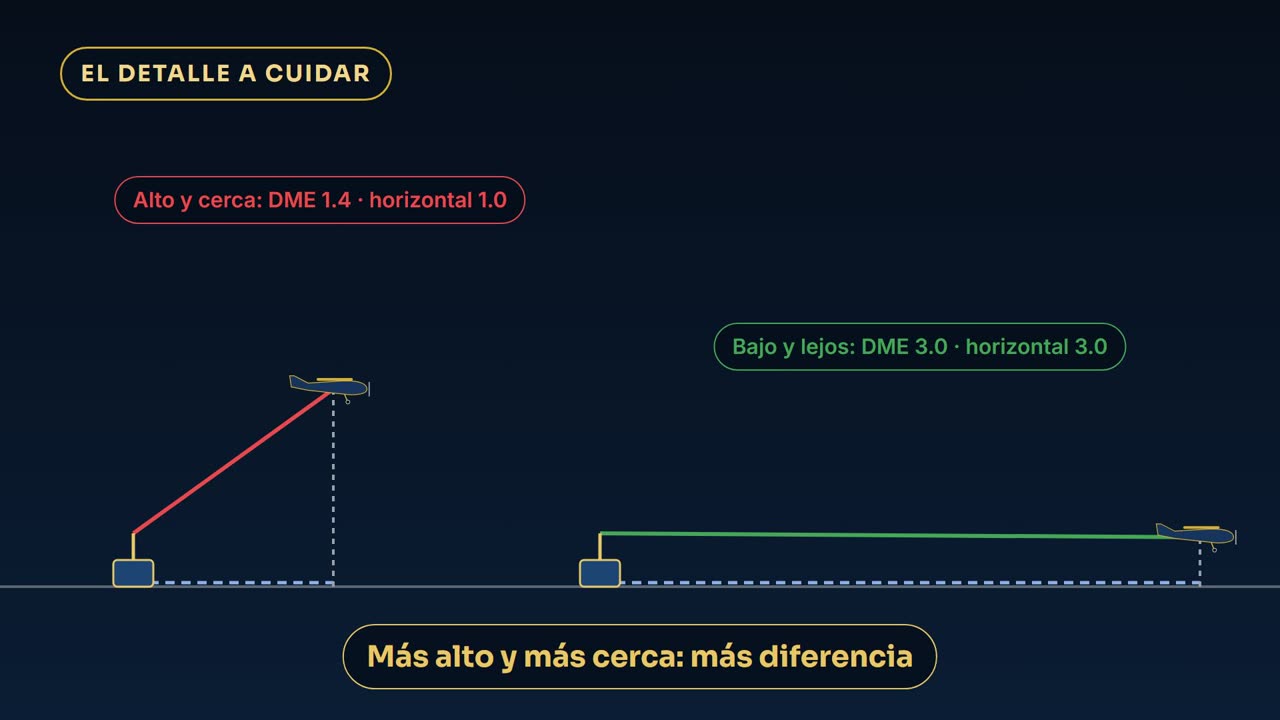 EL DETALLE A CUIDAR
Alto y cerca: DME 1.4 · horizontal 1.0
Bajo y lejos: DME 3.0 · horizontal 3.0
Más alto y más cerca: más diferencia